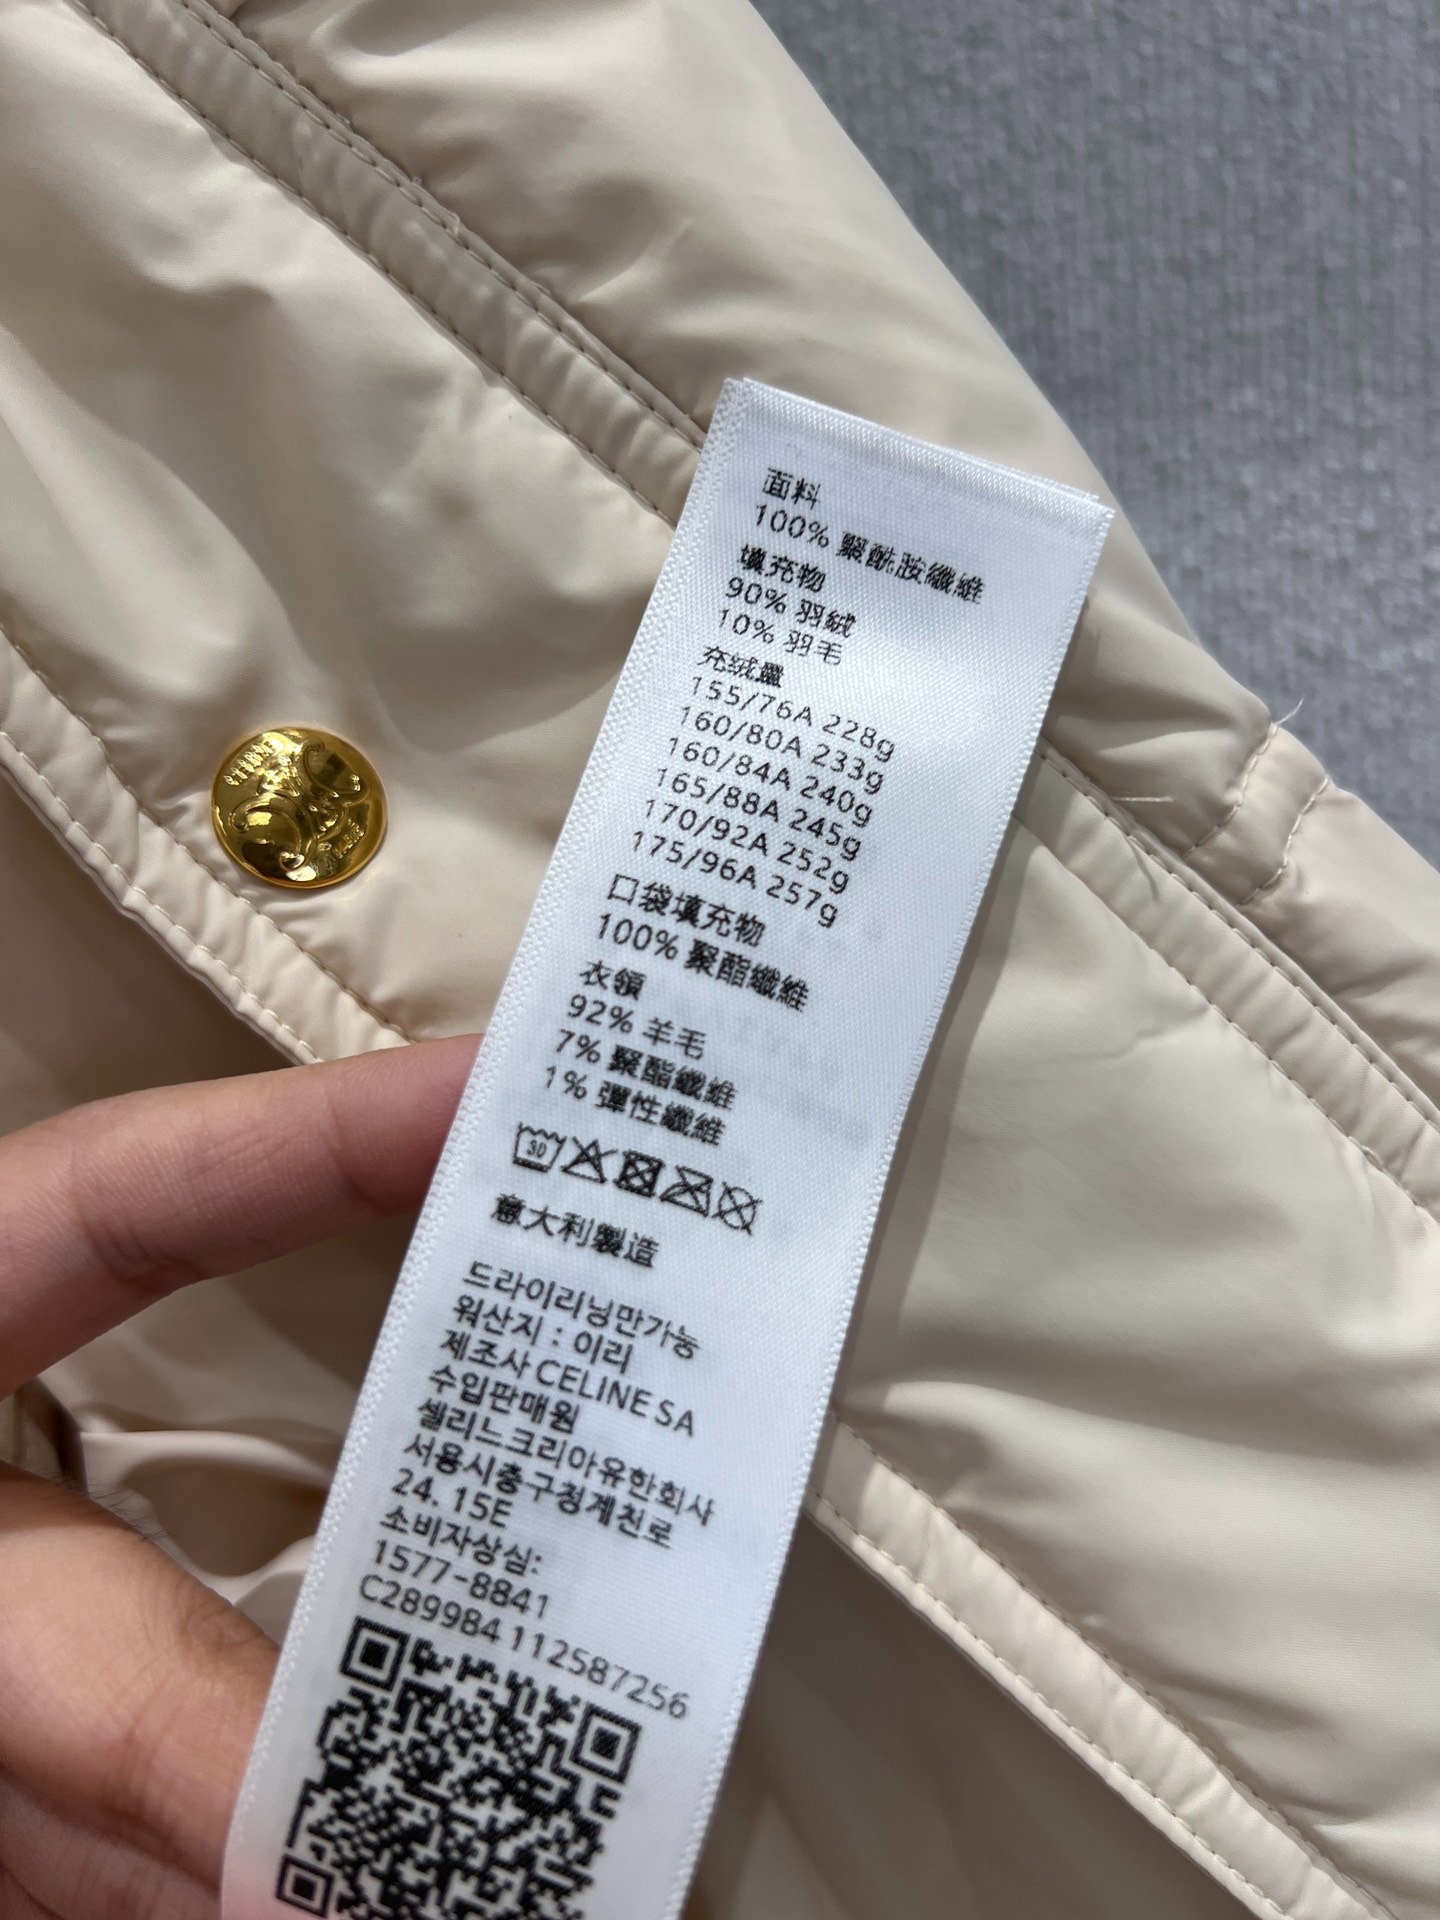 面料
100% 聚酰胺纖維
填充物
90% 羽絨
10% 羽毛
充绒量
155/76A 228g
160/80A 233g
160/84A 240g
165/88A 245g
170/92A 252g
175/96A 257g
口袋填充物
100% 聚酯纖維
衣領
92% 羊毛
7% 聚酯纖維
1% 彈性纖維
30
意大利製造
드라이리닝만가능
워산지 : 이리
제조사 CELINE SA
수입판매원
셀리느크리아유한회사
서용시충구청계천로
24. 15E
소비자상심:
1577-8841
C289984 112587256